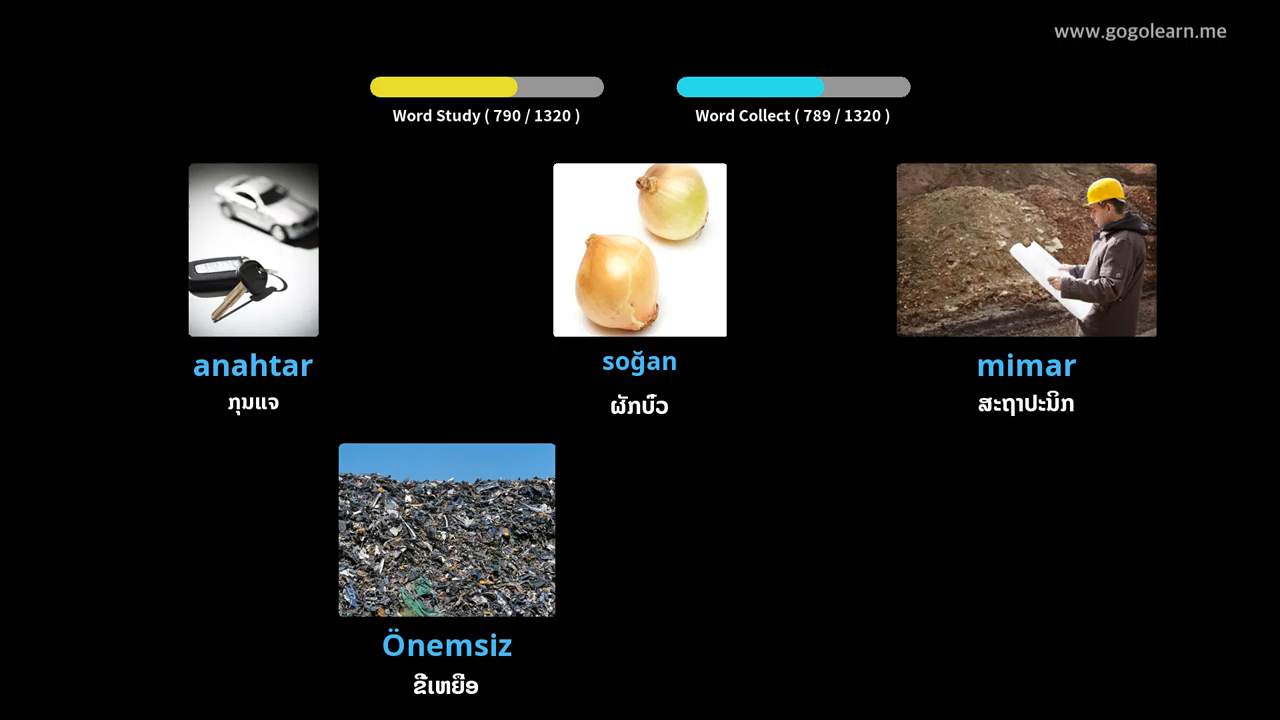 www.gogolearn.me
Word Study ( 790 / 1320 )
Word Collect ( 789 / 1320 )
anahtar
ກຸນແຈ
soğan
ຜັກບົ່ວ
mimar
ສະຖາປະນິກ
Önemsiz
ຂີ້ເຫຍື້ອ